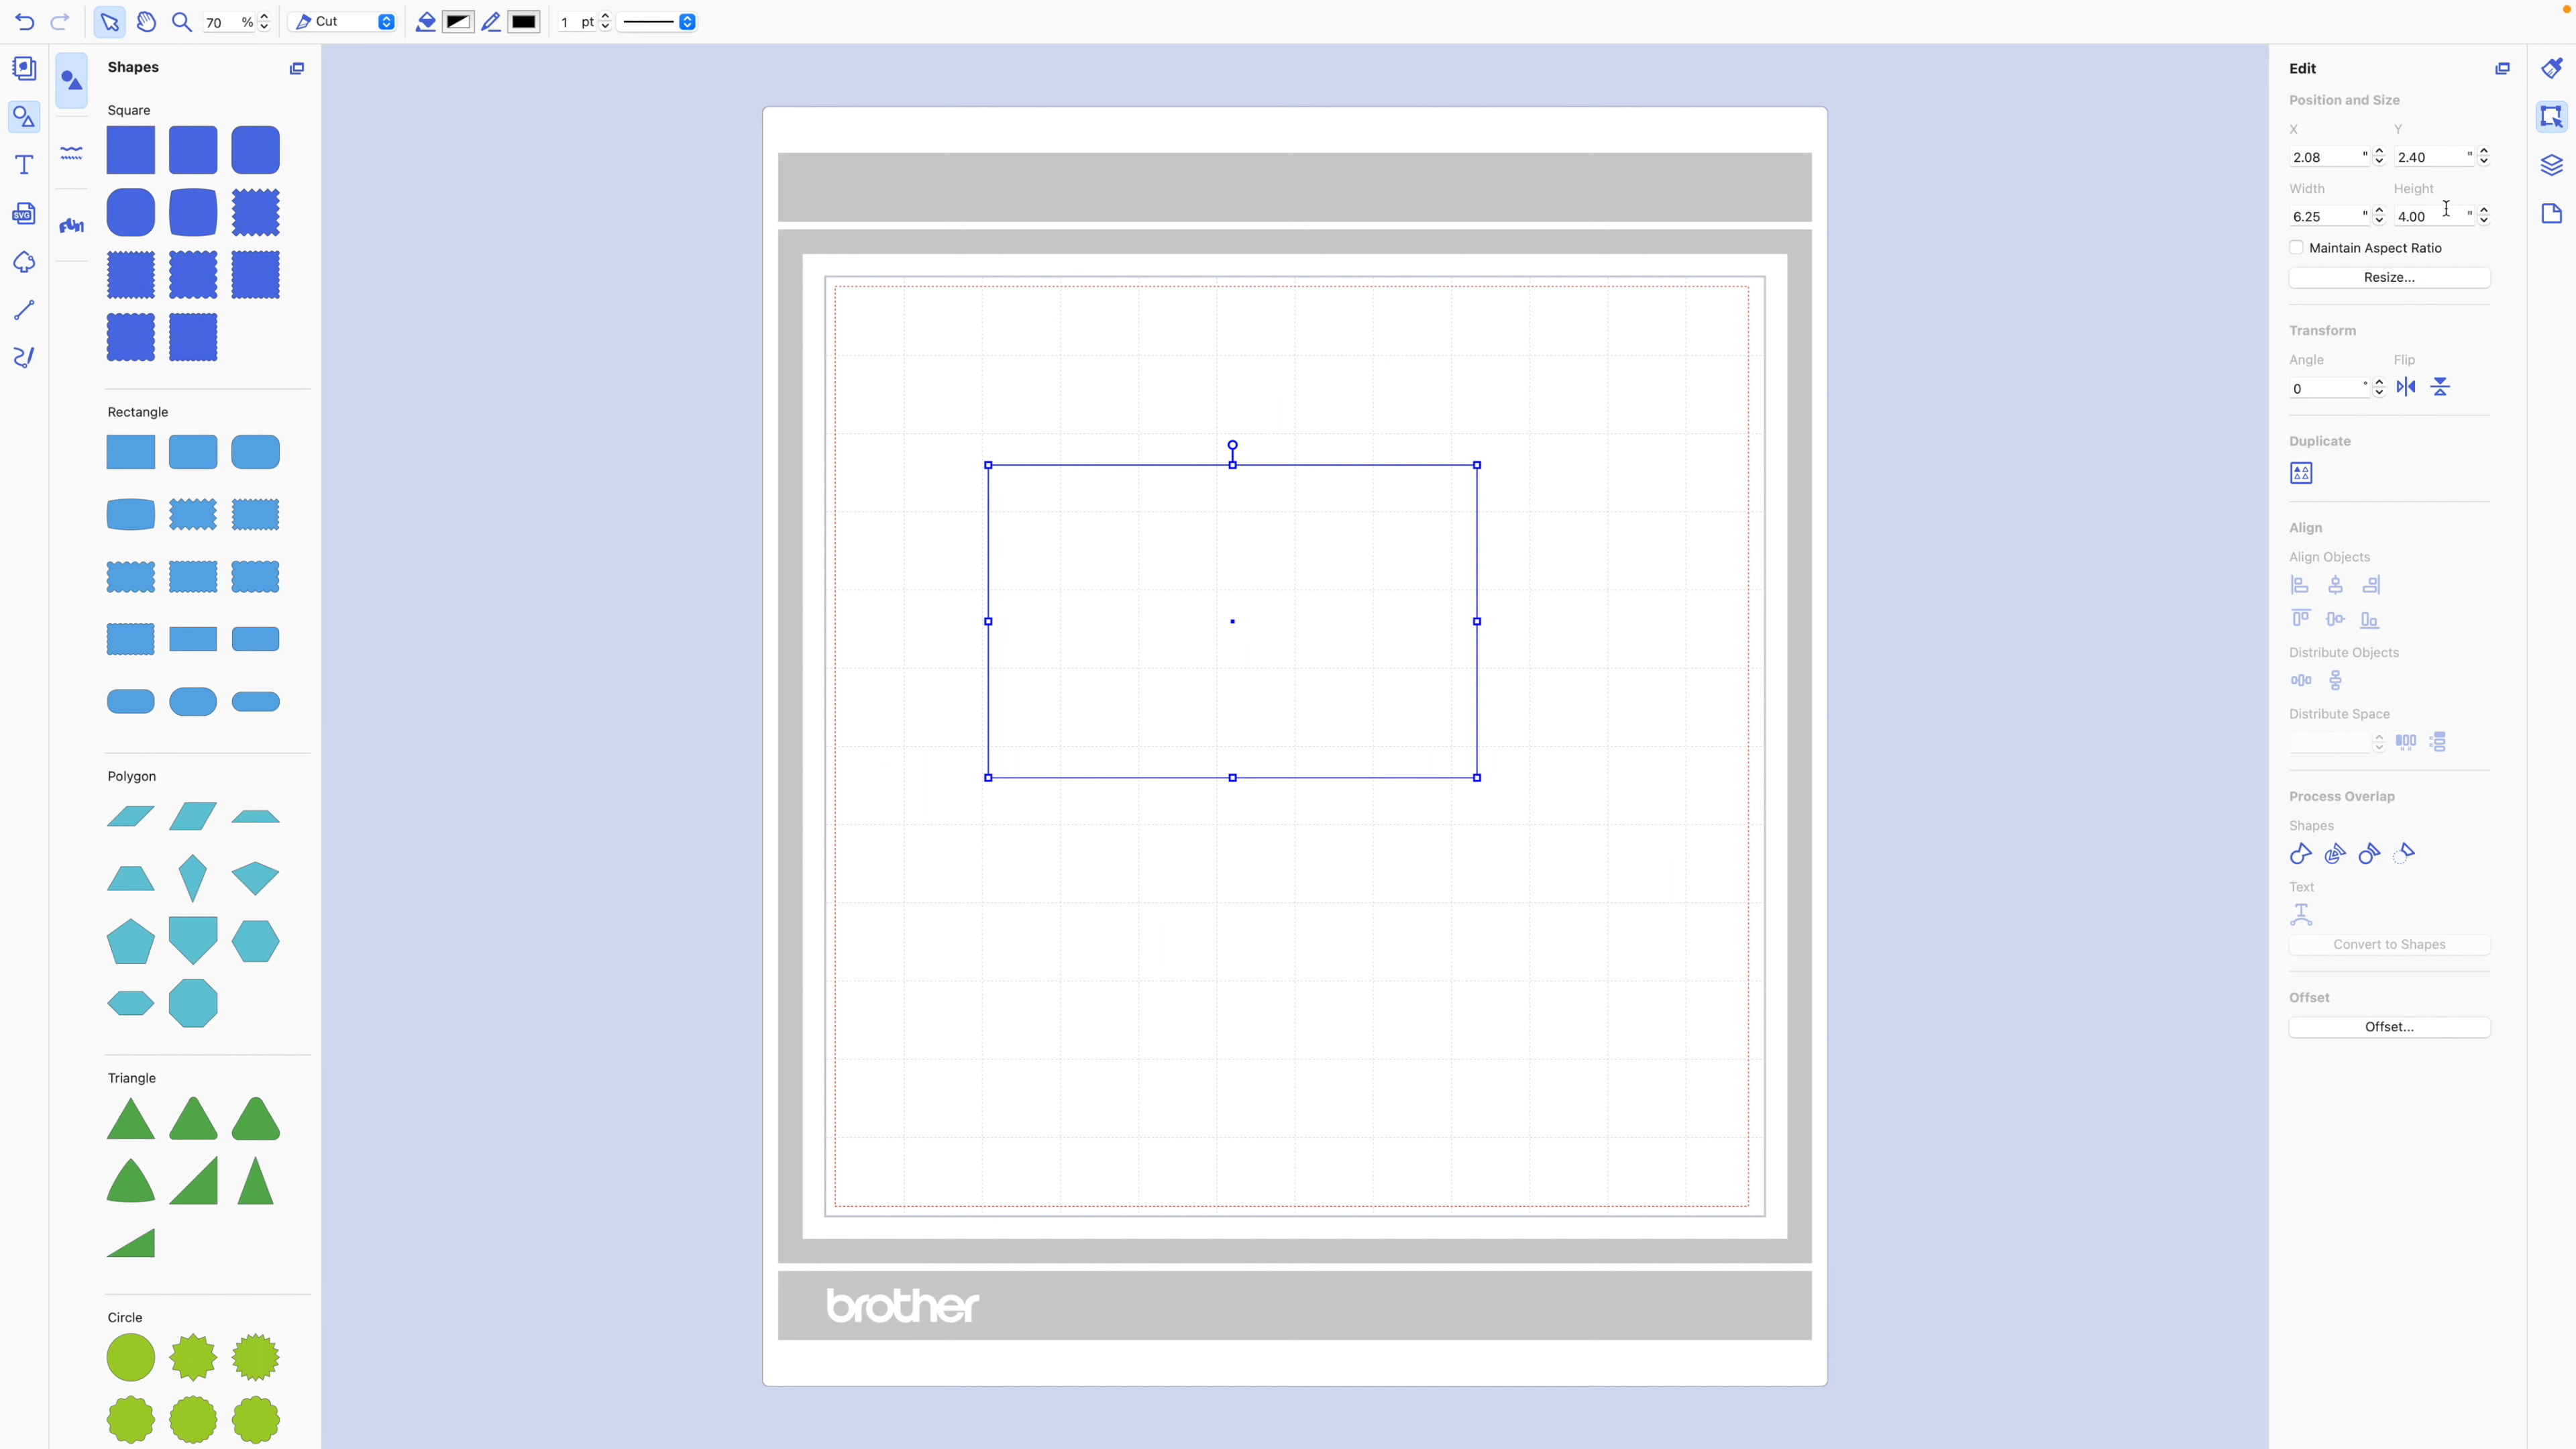 70 %
Cut
1 pt
Shapes
Square
Rectangle
Polygon
Triangle
Circle
SVG
fun
brother
Edit
Position and Size
X Y
2.08 " 2.40 "
Width Height
6.25 " 4.00 "
Maintain Aspect Ratio
Resize...
Transform
Angle Flip
0 °
Duplicate
Align
Align Objects
Distribute Objects
Distribute Space
Process Overlap
Shapes
Text
Convert to Shapes
Offset
Offset...